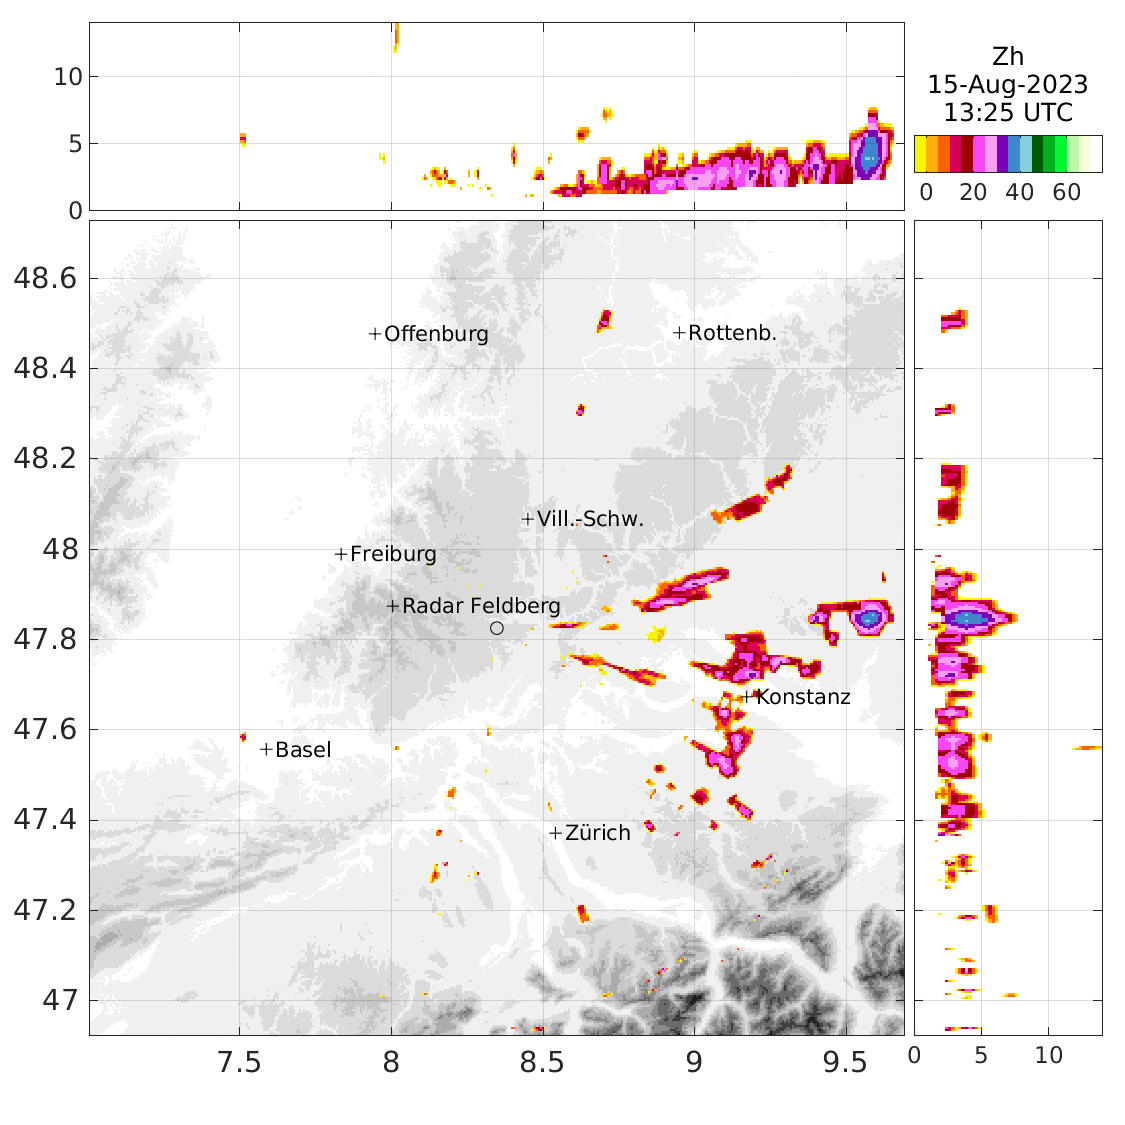 10
5
0
Zh
15-Aug-2023
13:25 UTC
0 20 40 60
48.6
48.4
48.2
48
47.8
47.6
47.4
47.2
47
+Offenburg
+Rottenb.
+Vill.-Schw.
+Freiburg
+Radar Feldberg
+Konstanz
+Basel
+Zürich
7.5 8 8.5 9 9.5
0 5 10